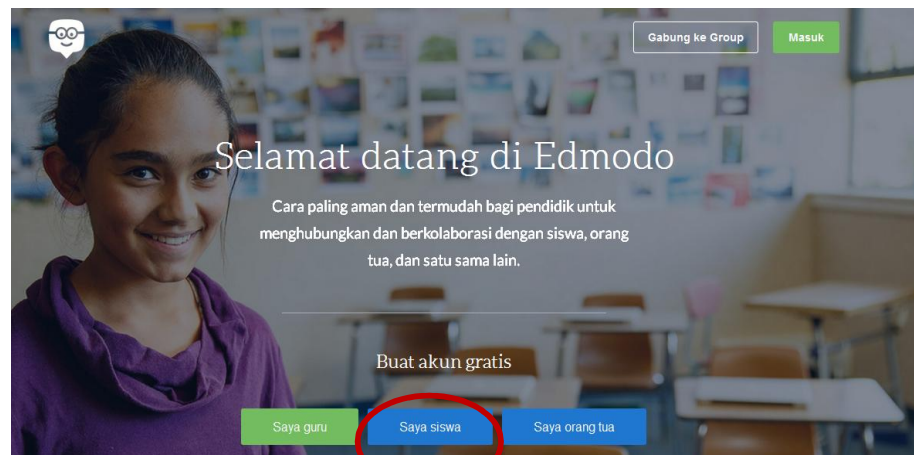 Gabung ke Group
Masuk
Selamat datang di Edmodo
Cara paling aman dan termudah bagi pendidik untuk
menghubungkan dan berkolaborasi dengan siswa, orang
tua, dan satu sama lain.
Buat akun gratis
Saya guru
Saya siswa
Saya orang tua